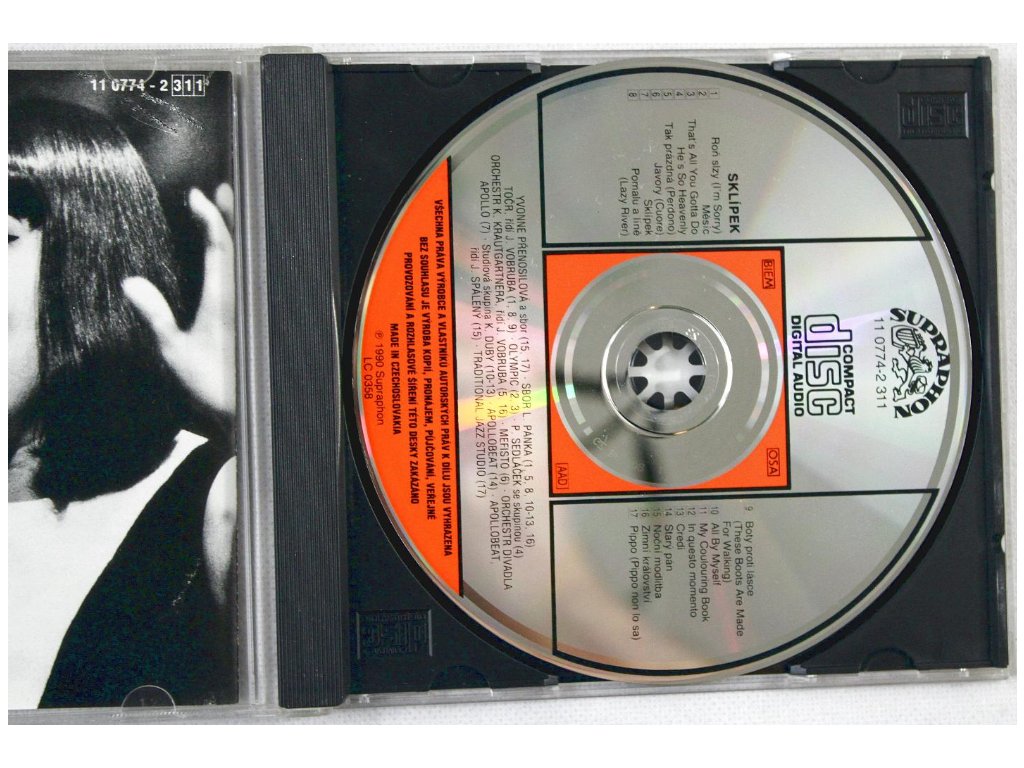 11 0774 - 2 311
SUPRAPHON
11 0774-2 311
COMPACT
disc
DIGITAL AUDIO
BIEM
OSA
AAD
SKLÍPEK
1 Roň slzy (I'm Sorry)
2 Měsíc
3 That's All You Gotta Do
4 He's So Heavenly
5 Tak prázdná (Perdono)
6 Javory (Cuore)
7 Sklípek
8 Pomalu a líně
(Lazy River)
9 Boty proti lásce
(These Boots Are Made
For Walking)
10 All By Myself
11 My Coulouring Book
12 In questo momento
13 Credi
14 Starý pán
15 Noční modlitba
16 Zimní království
17 Pippo (Pippo non lo sa)
YVONNE PŘENOSILOVÁ a sbor (15, 17) · SBOR L. PÁNKA (1, 5, 8, 10-13, 16)
TOČR, řídí J. VOBRUBA (1, 8, 9) · OLYMPIC (2, 3) · P. SEDLÁČEK se skupinou (4)
ORCHESTR K. KRAUTGARTNERA, řídí J. VOBRUBA (5, 16) · MEFISTO (6) · ORCHESTR DIVADLA
APOLLO (7) · Studiová skupina K. DUBY (10-13) · APOLLOBEAT (14) · APOLLOBEAT,
řídí J. SPÁLENÝ (15) · TRADITIONAL JAZZ STUDIO (17)
VŠECHNA PRÁVA VÝROBCE A VLASTNÍKŮ AUTORSKÝCH PRÁV K DÍLU JSOU VYHRAZENA
BEZ SOUHLASU JE VÝROBA KOPIÍ, PRONÁJEM, PŮJČOVÁNÍ, VEŘEJNÉ
PROVOZOVÁNÍ A ROZHLASOVÉ ŠÍŘENÍ TÉTO DESKY ZAKÁZÁNO
MADE IN CZECHOSLOVAKIA
℗ 1990 Supraphon
LC 0358